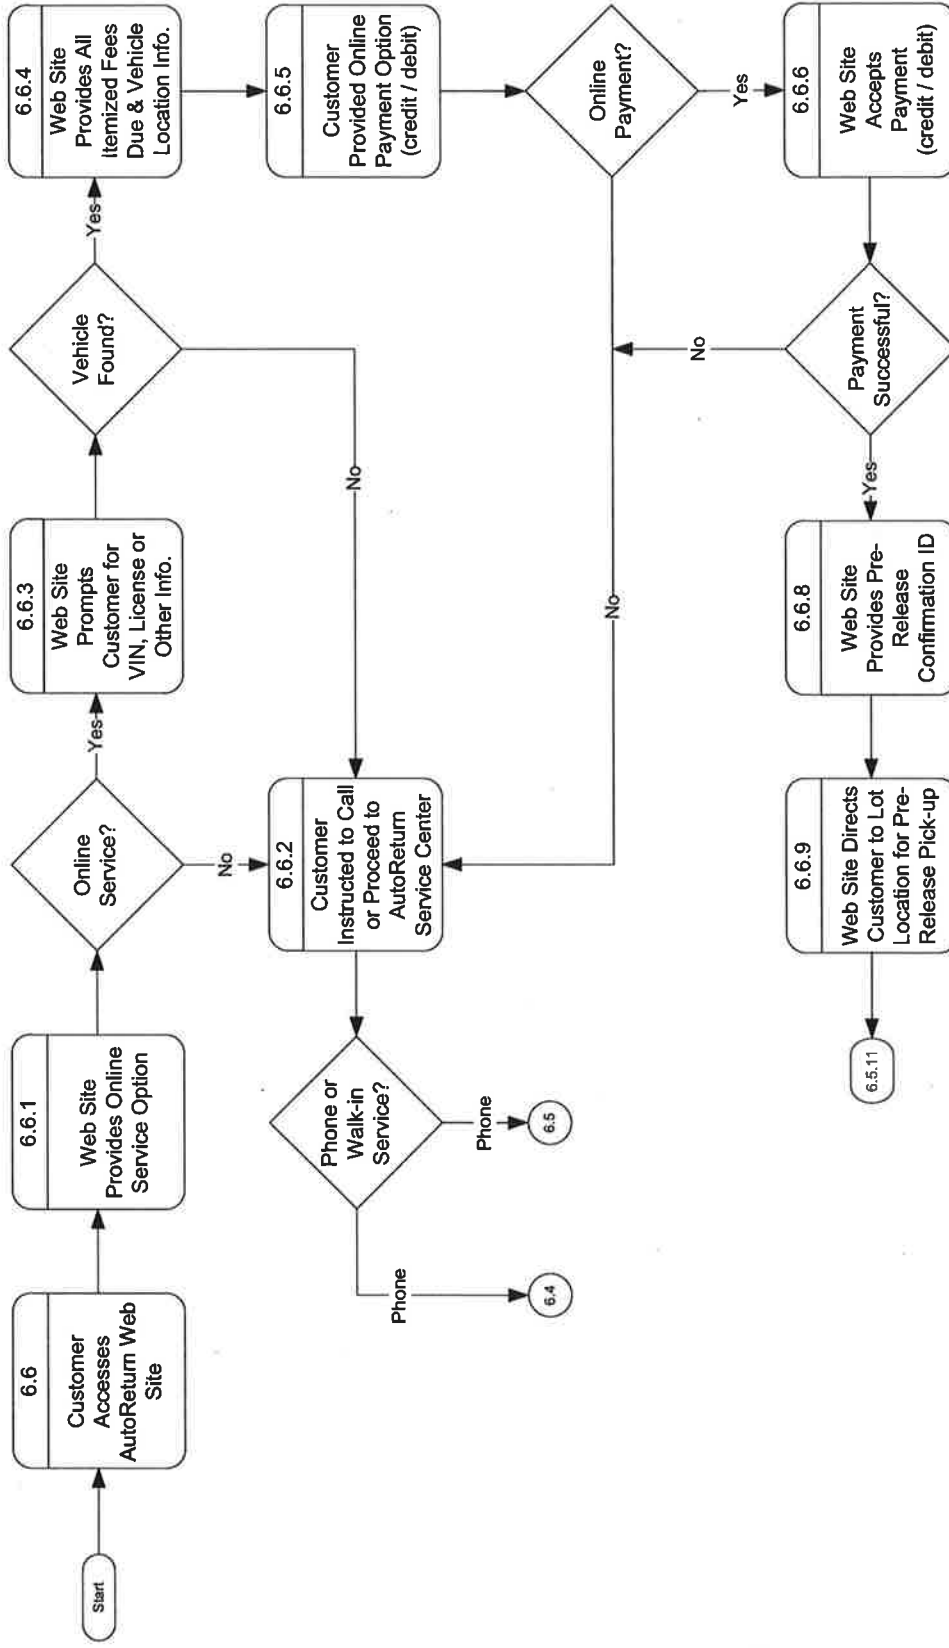 Start
6.6
Customer
Accesses
AutoReturn Web
Site
6.6.1
Web Site
Provides Online
Service Option
Online
Service?
Yes
No
6.6.3
Web Site
Prompts
Customer for
VIN, License or
Other Info.
Vehicle
Found?
Yes
No
6.6.4
Web Site
Provides All
Itemized Fees
Due & Vehicle
Location Info.
6.6.2
Customer
Instructed to Call
or Proceed to
AutoReturn
Service Center
6.6.5
Customer
Provided Online
Payment Option
(credit / debit)
Phone or
Walk-in
Service?
Phone
Phone
6.4
6.5
No
Online
Payment?
Yes
No
6.5.11
6.6.9
Web Site Directs
Customer to Lot
Location for Pre-
Release Pick-up
6.6.8
Web Site
Provides Pre-
Release
Confirmation ID
Yes
Payment
Successful?
6.6.6
Web Site
Accepts
Payment
(credit / debit)